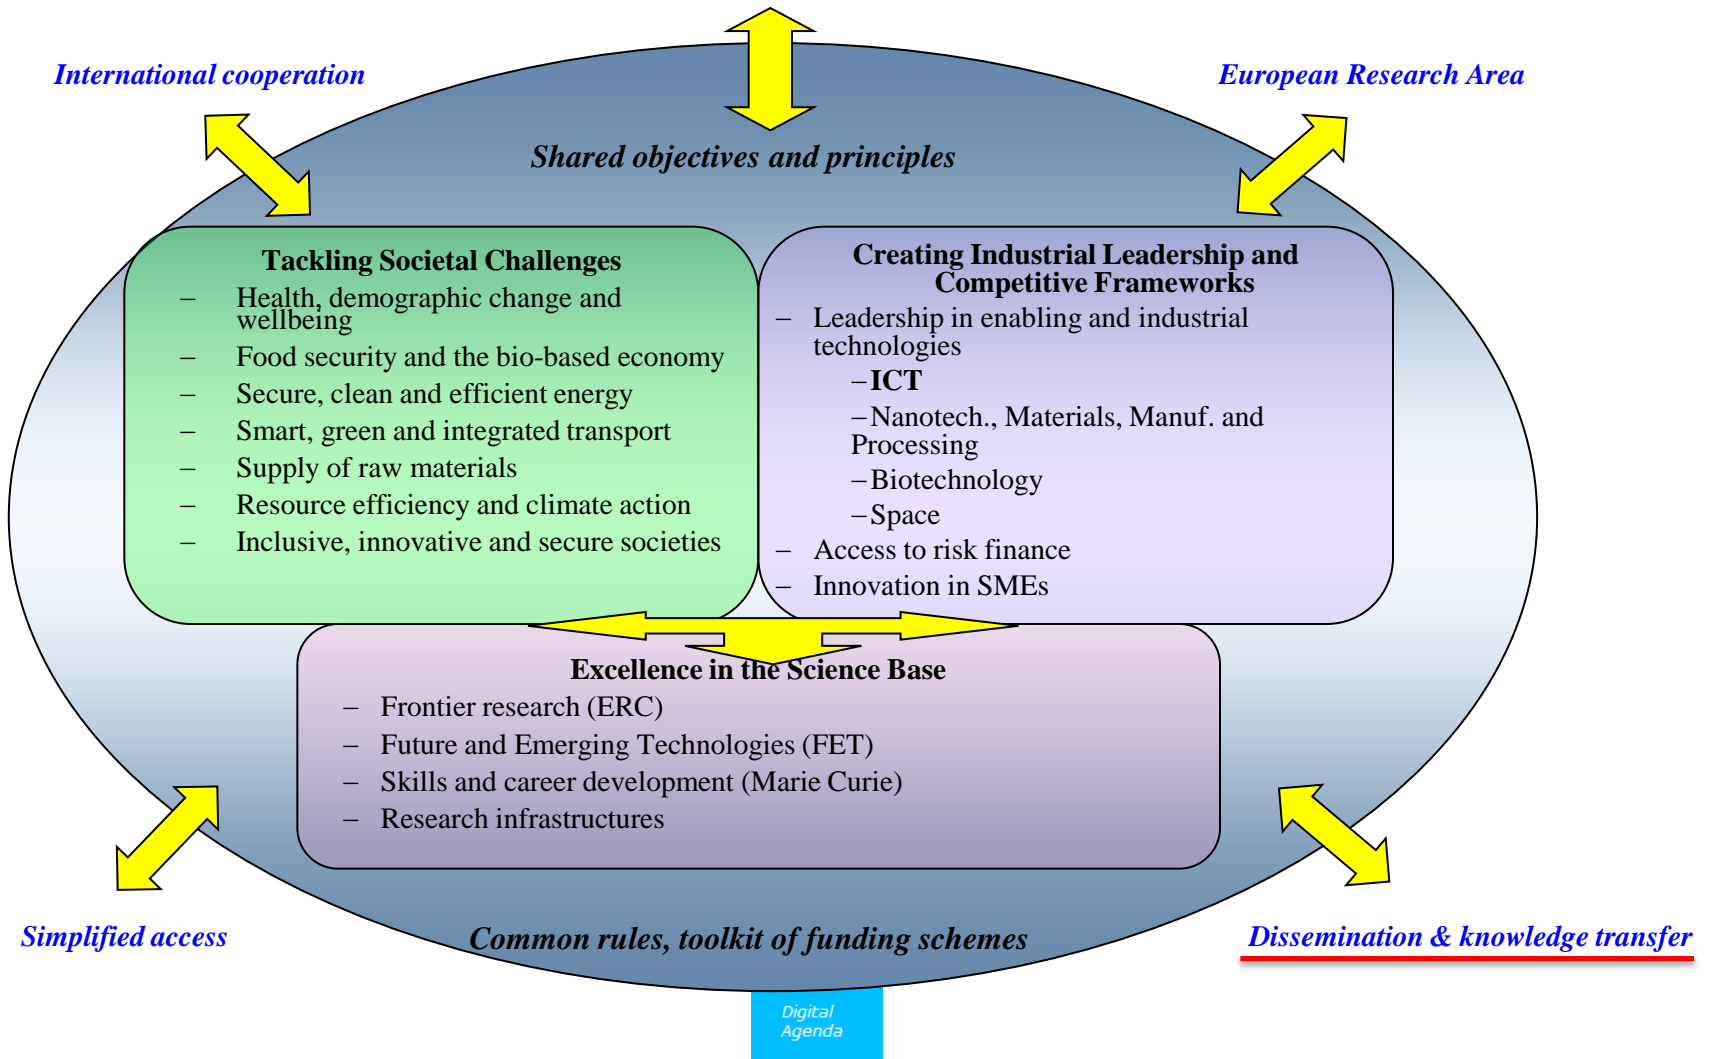 International cooperation
European Research Area
Shared objectives and principles
Tackling Societal Challenges
– Health, demographic change and
wellbeing
– Food security and the bio-based economy
– Secure, clean and efficient energy
– Smart, green and integrated transport
– Supply of raw materials
– Resource efficiency and climate action
– Inclusive, innovative and secure societies
Creating Industrial Leadership and
Competitive Frameworks
– Leadership in enabling and industrial
technologies
–ICT
–Nanotech., Materials, Manuf. and
Processing
–Biotechnology
–Space
– Access to risk finance
– Innovation in SMEs
Excellence in the Science Base
– Frontier research (ERC)
– Future and Emerging Technologies (FET)
– Skills and career development (Marie Curie)
– Research infrastructures
Simplified access
Common rules, toolkit of funding schemes
Dissemination & knowledge transfer
Digital
Agenda